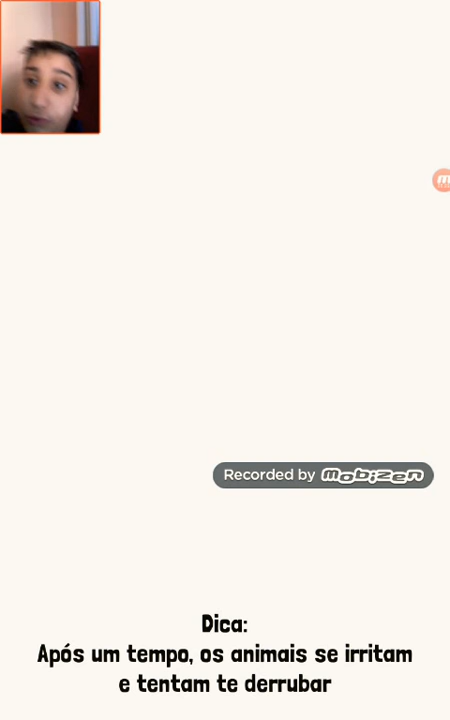 Recorded by mobizen
Dica:
Após um tempo, os animais se irritam
e tentam te derrubar